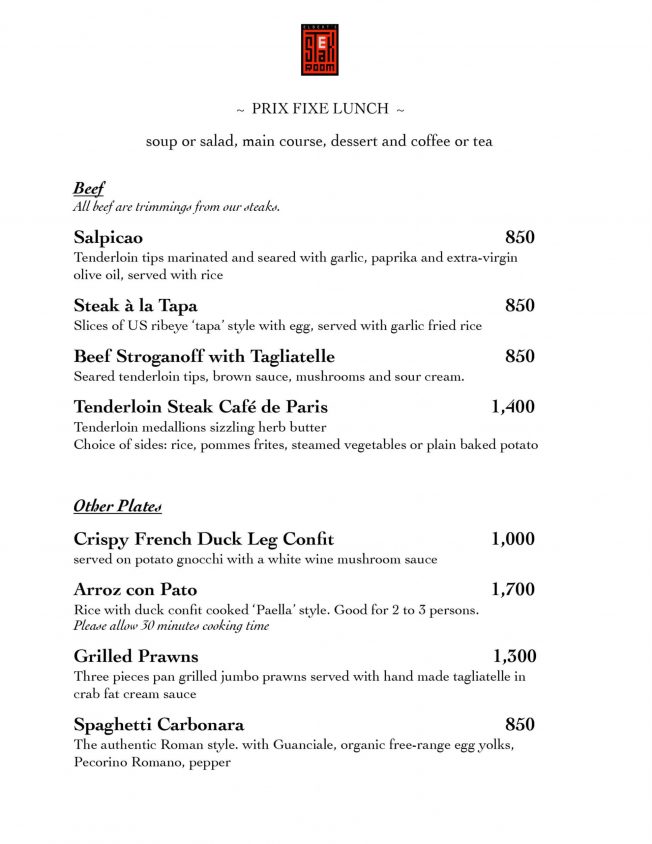 ELBERT'S
STEAK
ROOM
~ PRIX FIXE LUNCH ~
soup or salad, main course, dessert and coffee or tea
Beef
All beef are trimmings from our steaks.
Salpicao 850
Tenderloin tips marinated and seared with garlic, paprika and extra-virgin
olive oil, served with rice
Steak à la Tapa 850
Slices of US ribeye ‘tapa’ style with egg, served with garlic fried rice
Beef Stroganoff with Tagliatelle 850
Seared tenderloin tips, brown sauce, mushrooms and sour cream.
Tenderloin Steak Café de Paris 1,400
Tenderloin medallions sizzling herb butter
Choice of sides: rice, pommes frites, steamed vegetables or plain baked potato
Other Plates
Crispy French Duck Leg Confit 1,000
served on potato gnocchi with a white wine mushroom sauce
Arroz con Pato 1,700
Rice with duck confit cooked ‘Paella’ style. Good for 2 to 3 persons.
Please allow 30 minutes cooking time
Grilled Prawns 1,300
Three pieces pan grilled jumbo prawns served with hand made tagliatelle in
crab fat cream sauce
Spaghetti Carbonara 850
The authentic Roman style. with Guanciale, organic free-range egg yolks,
Pecorino Romano, pepper